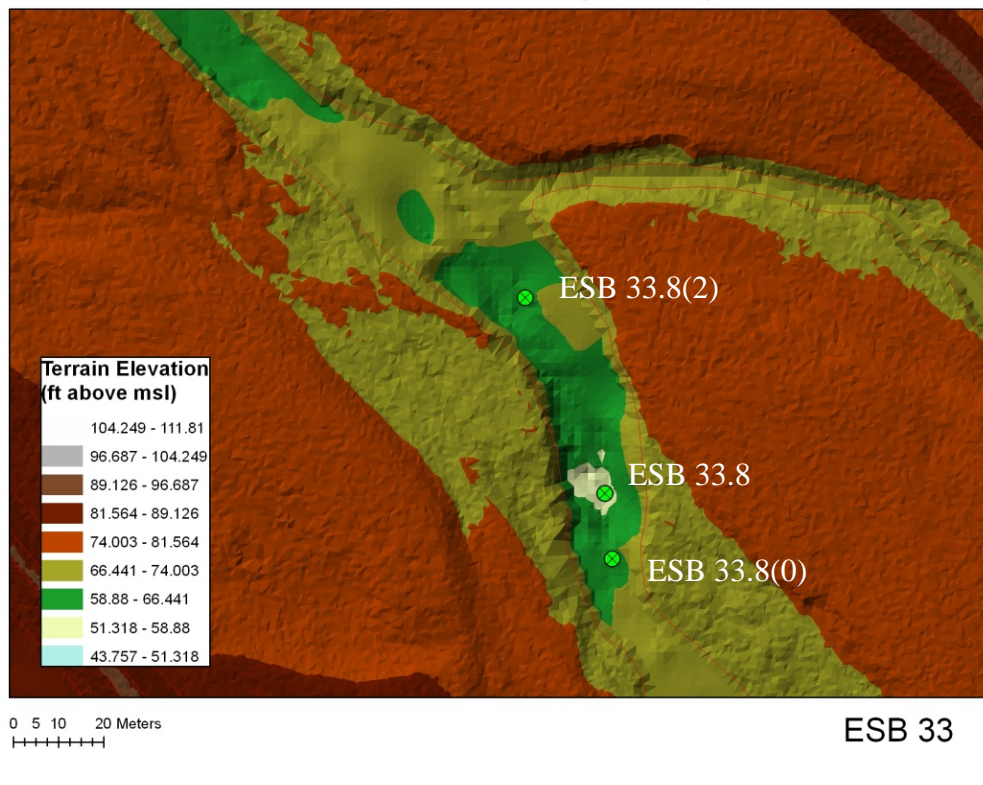 ESB 33.8(2)
Terrain Elevation
(ft above msl)
104.249 - 111.81
96.687 - 104.249
89.126 - 96.687
81.564 - 89.126
74.003 - 81.564
66.441 - 74.003
58.88 - 66.441
51.318 - 58.88
43.757 - 51.318
ESB 33.8
ESB 33.8(0)
0 5 10 20 Meters
ESB 33